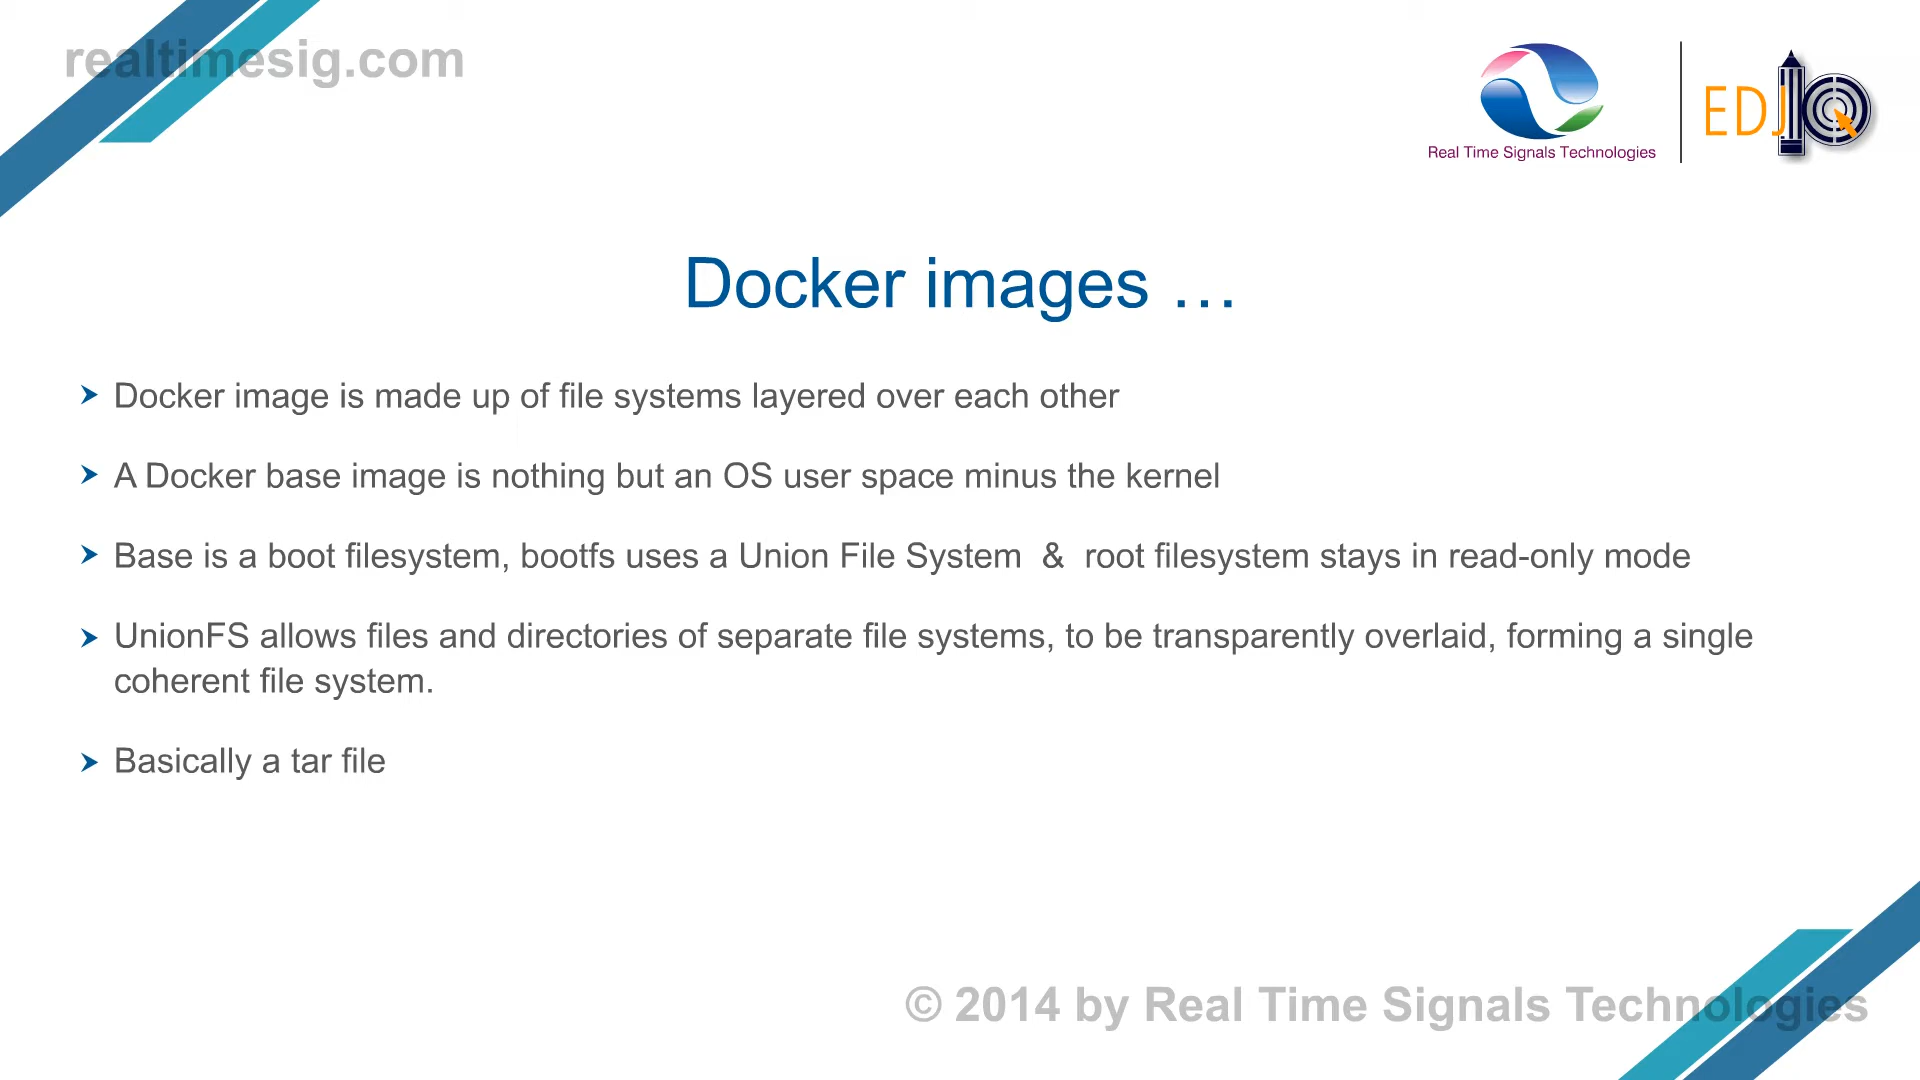 realtimesig.com
Real Time Signals Technologies
EDJIQ
Docker images …
Docker image is made up of file systems layered over each other
A Docker base image is nothing but an OS user space minus the kernel
Base is a boot filesystem, bootfs uses a Union File System & root filesystem stays in read-only mode
UnionFS allows files and directories of separate file systems, to be transparently overlaid, forming a single
coherent file system.
Basically a tar file
© 2014 by Real Time Signals Technologies